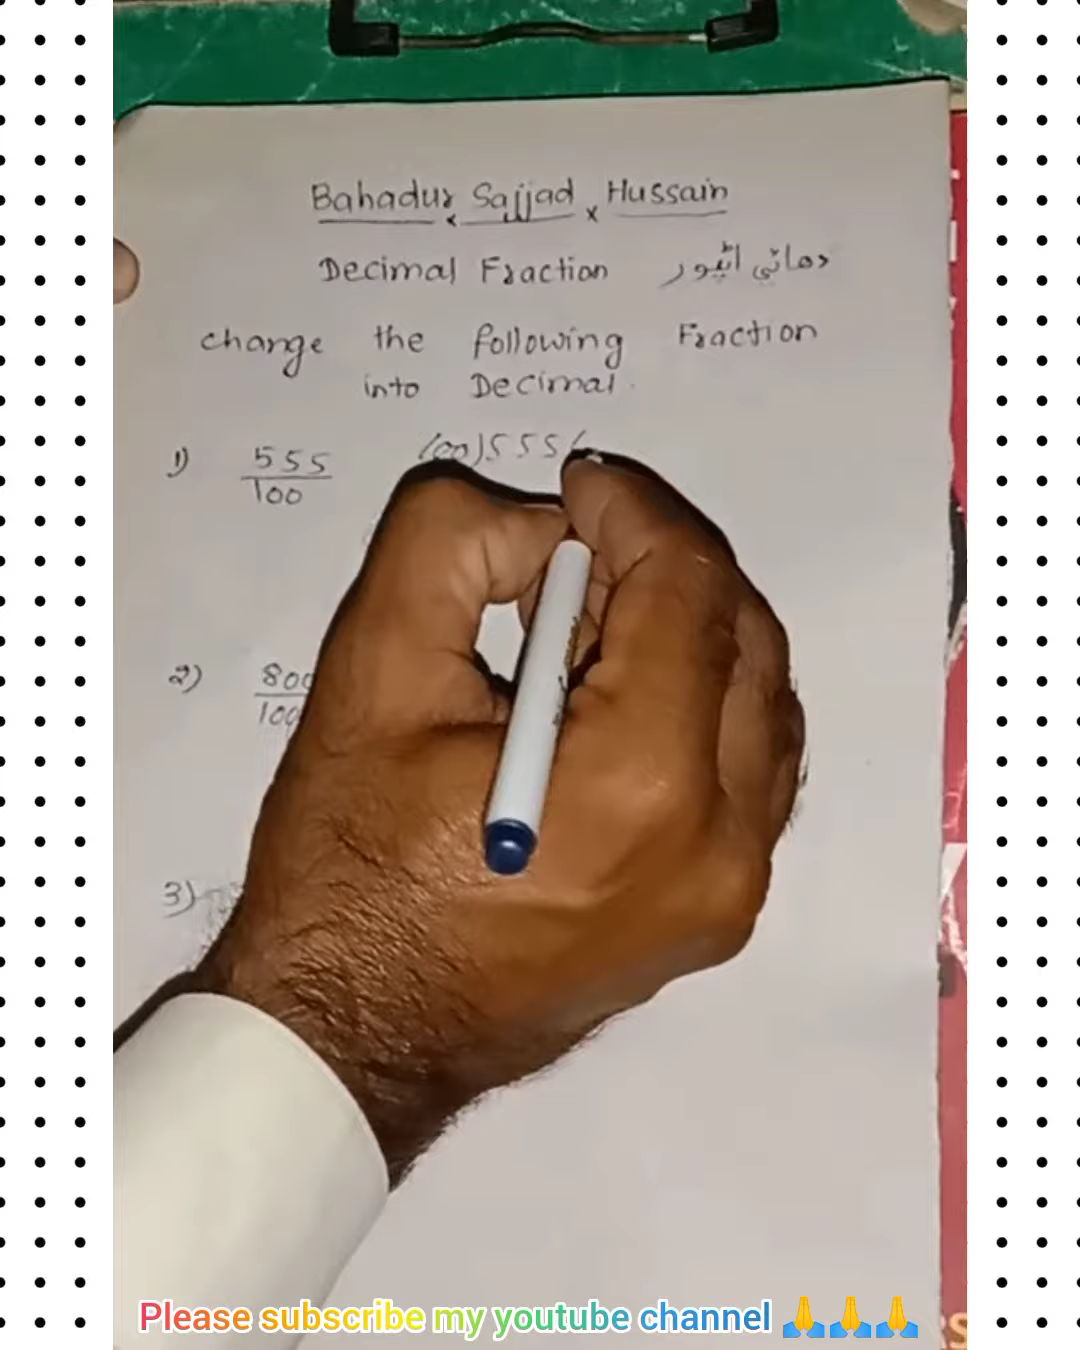 Bahadur Sajjad Hussain
Decimal Fraction
change the following Fraction
into Decimal.
1) 555
100
100)555(
2)
3)
Please subscribe my youtube channel 🙏🙏🙏